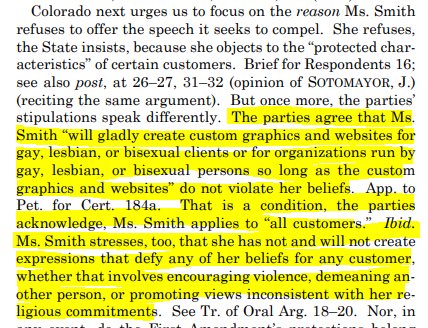 Colorado next urges us to focus on the reason Ms. Smith
refuses to offer the speech it seeks to compel. She refuses,
the State insists, because she objects to the “protected char-
acteristics” of certain customers. Brief for Respondents 16;
see also post, at 26–27, 31–32 (opinion of SOTOMAYOR, J.)
(reciting the same argument). But once more, the parties’
stipulations speak differently. The parties agree that Ms.
Smith “will gladly create custom graphics and websites for
gay, lesbian, or bisexual clients or for organizations run by
gay, lesbian, or bisexual persons so long as the custom
graphics and websites” do not violate her beliefs. App. to
Pet. for Cert. 184a. That is a condition, the parties
acknowledge, Ms. Smith applies to “all customers.” Ibid.
Ms. Smith stresses, too, that she has not and will not create
expressions that defy any of her beliefs for any customer,
whether that involves encouraging violence, demeaning an-
other person, or promoting views inconsistent with her re-
ligious commitments. See Tr. of Oral Arg. 18–20. Nor, in